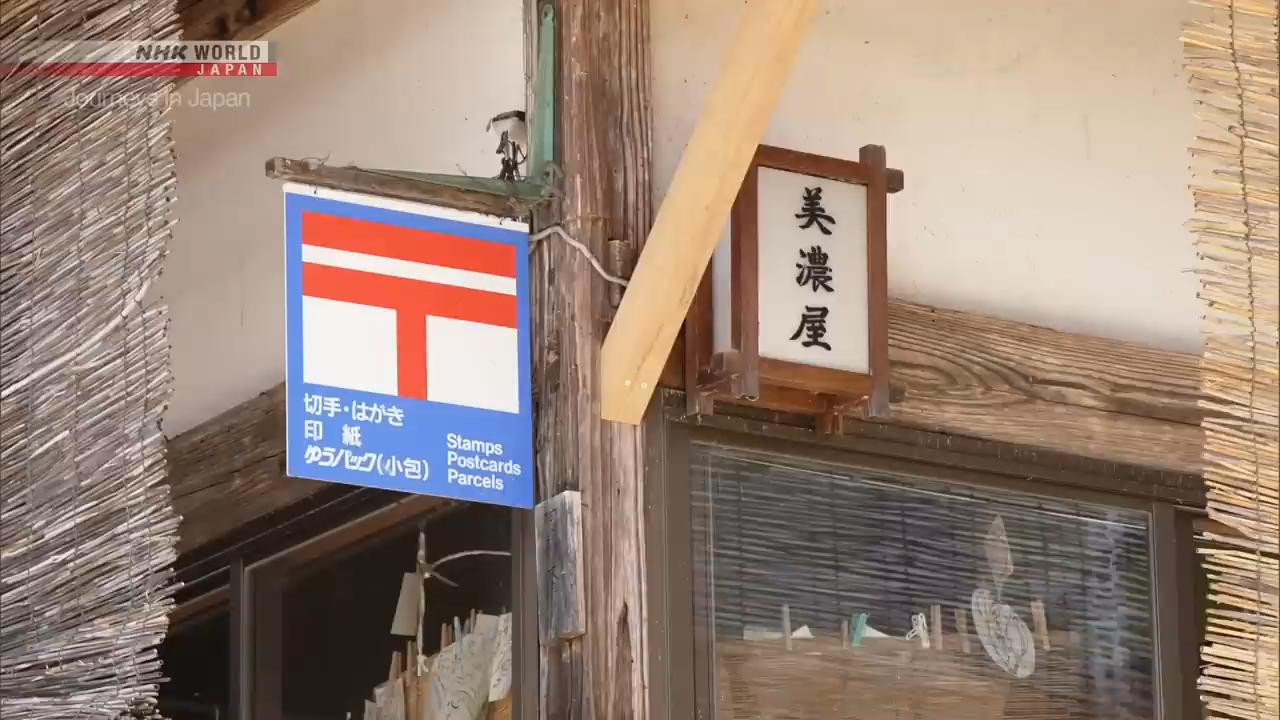 NHK WORLD
JAPAN
Journeys in Japan
切手・はがき
印 紙
ゆうパック(小包)
Stamps
Postcards
Parcels
美濃屋